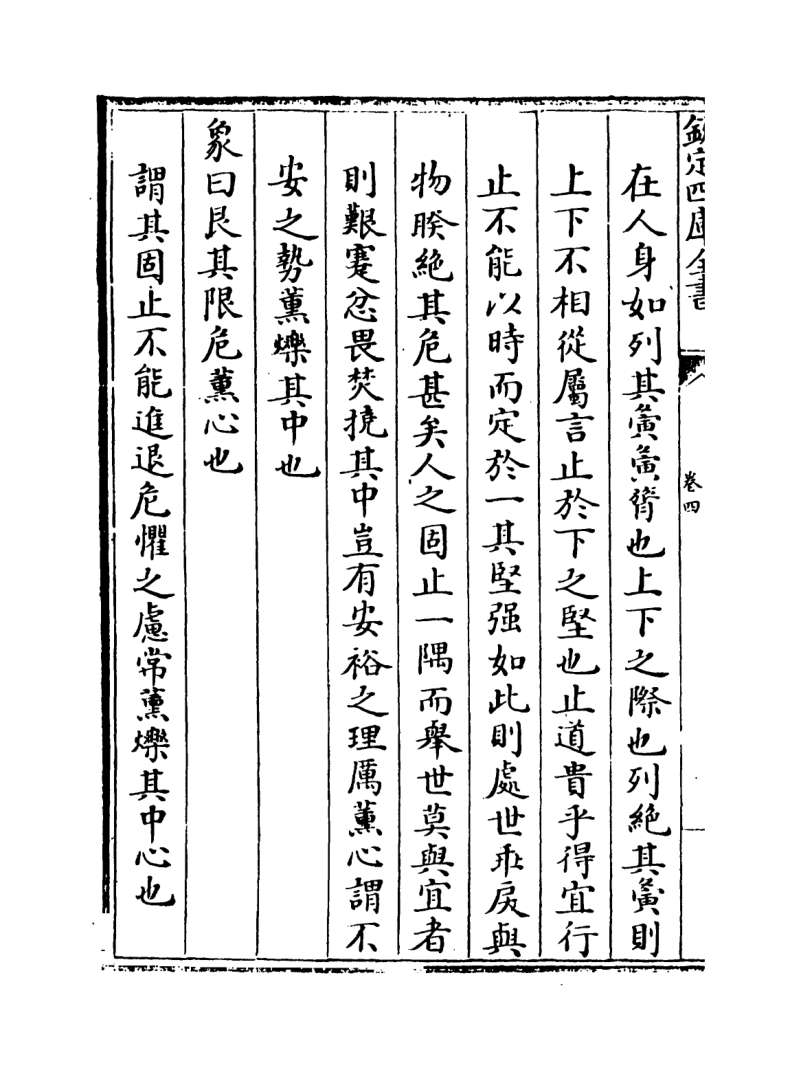 欽定四庫全書
卷四
在人身如列其夤夤膂也上下之際也列絶其夤則
上下不相從屬言止於下之堅也止道貴乎得宜行
止不能以時而定於一其堅强如此則處世乖戾與
物睽絶其危甚矣人之固止一隅而舉世莫與宜者
則艱蹇忿畏焚撓其中豈有安裕之理厲薰心謂不
安之勢薰爍其中也
象曰艮其限危薰心也
謂其固止不能進退危懼之慮常薰爍其中心也